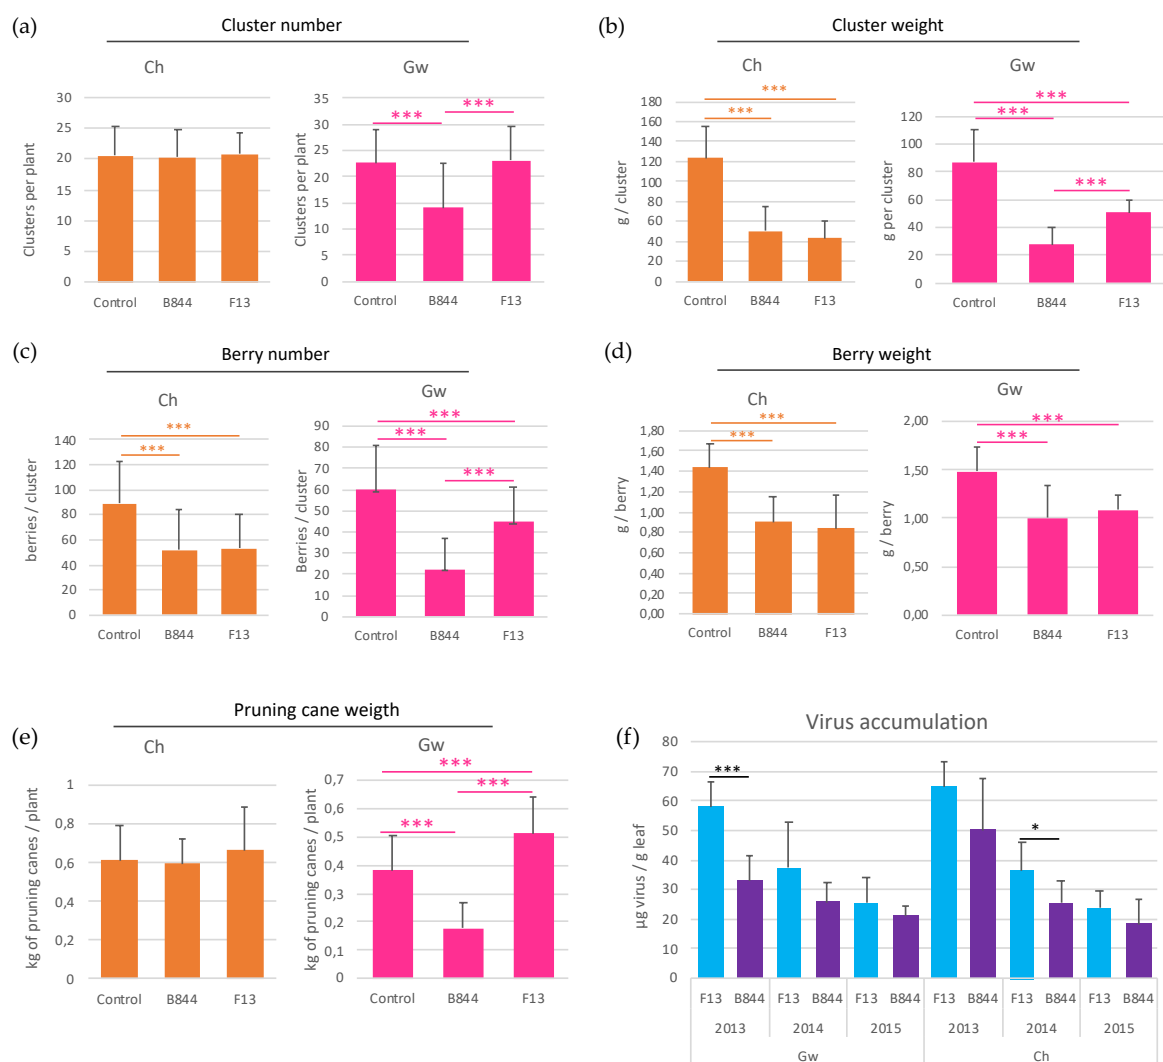 (a)
Cluster number
Ch
Clusters per plant
30
25
20
15
10
5
0
Control B844 F13
Gw
Clusters per plant
35
30
25
20
15
10
5
0
*** ***
Control B844 F13
(b)
Cluster weight
Ch
g / cluster
180
160
140
120
100
80
60
40
20
0
***
***
Control B844 F13
Gw
g per cluster
120
100
80
60
40
20
0
***
***
***
Control B844 F13
(c)
Berry number
Ch
berries / cluster
140
120
100
80
60
40
20
0
***
***
Control B844 F13
Gw
Berries / cluster
90
80
70
60
50
40
30
20
10
0
***
***
***
Control B844 F13
(d)
Berry weight
Ch
g / berry
1,80
1,60
1,40
1,20
1,00
0,80
0,60
0,40
0,20
0,00
***
***
Control B844 F13
Gw
g / berry
2,00
1,50
1,00
0,50
0,00
***
***
Control B844 F13
(e)
Pruning cane weigth
Ch
kg of pruning canes / plant
1
0,8
0,6
0,4
0,2
0
Control B844 F13
Gw
kg of pruning canes / plant
0,7
0,6
0,5
0,4
0,3
0,2
0,1
0
***
***
***
Control B844 F13
(f)
Virus accumulation
µg virus / g leaf
80
70
60
50
40
30
20
10
0
***
*
F13 B844 F13 B844 F13 B844 F13 B844 F13 B844 F13 B844
2013 2014 2015 2013 2014 2015
Gw Ch